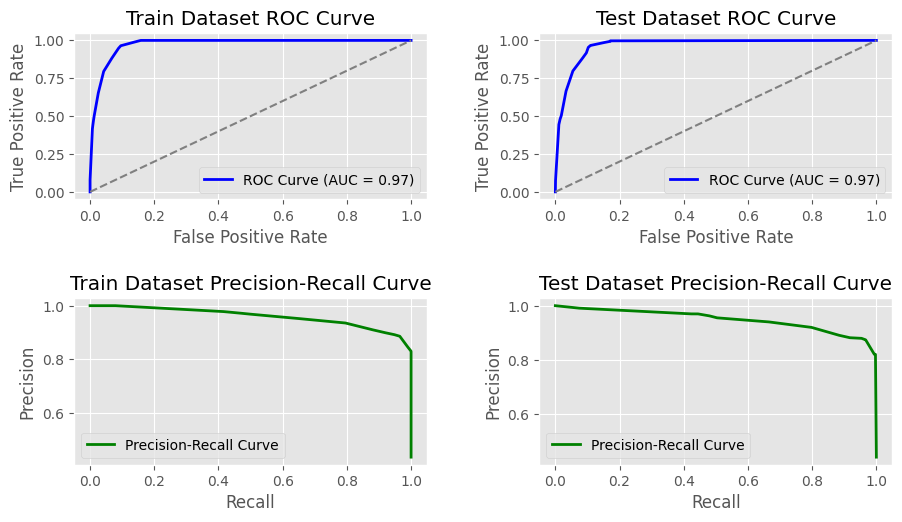 Train Dataset ROC Curve
Test Dataset ROC Curve
True Positive Rate
1.00
0.75
0.50
0.25
0.00
ROC Curve (AUC = 0.97)
0.0 0.2 0.4 0.6 0.8 1.0
False Positive Rate
True Positive Rate
1.00
0.75
0.50
0.25
0.00
ROC Curve (AUC = 0.97)
0.0 0.2 0.4 0.6 0.8 1.0
False Positive Rate
Train Dataset Precision-Recall Curve
Test Dataset Precision-Recall Curve
Precision
1.0
0.8
0.6
Precision-Recall Curve
0.0 0.2 0.4 0.6 0.8 1.0
Recall
Precision
1.0
0.8
0.6
Precision-Recall Curve
0.0 0.2 0.4 0.6 0.8 1.0
Recall